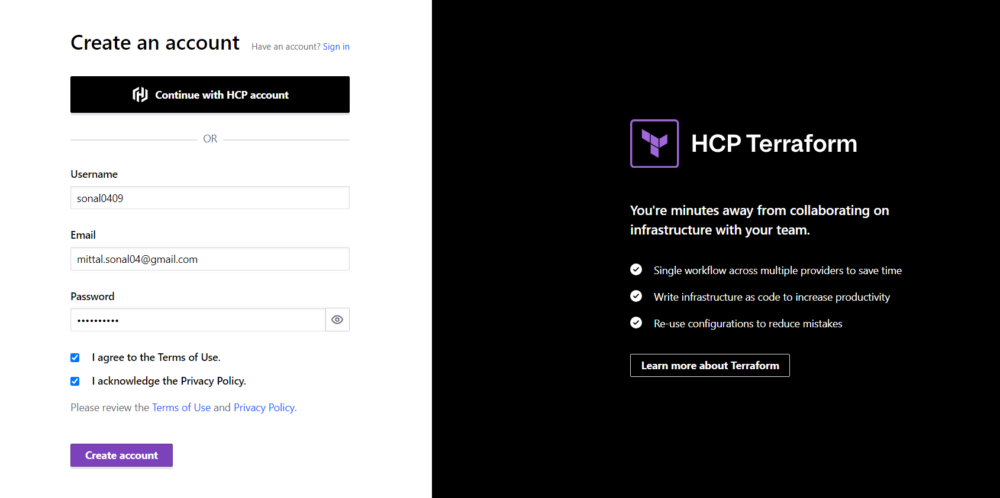 Create an account
Have an account? Sign in
Continue with HCP account
OR
Username
sonal0409
Email
mittal.sonal04@gmail.com
Password
••••••••••
I agree to the Terms of Use.
I acknowledge the Privacy Policy.
Please review the Terms of Use and Privacy Policy.
Create account
HCP Terraform
You're minutes away from collaborating on
infrastructure with your team.
Single workflow across multiple providers to save time
Write infrastructure as code to increase productivity
Re-use configurations to reduce mistakes
Learn more about Terraform